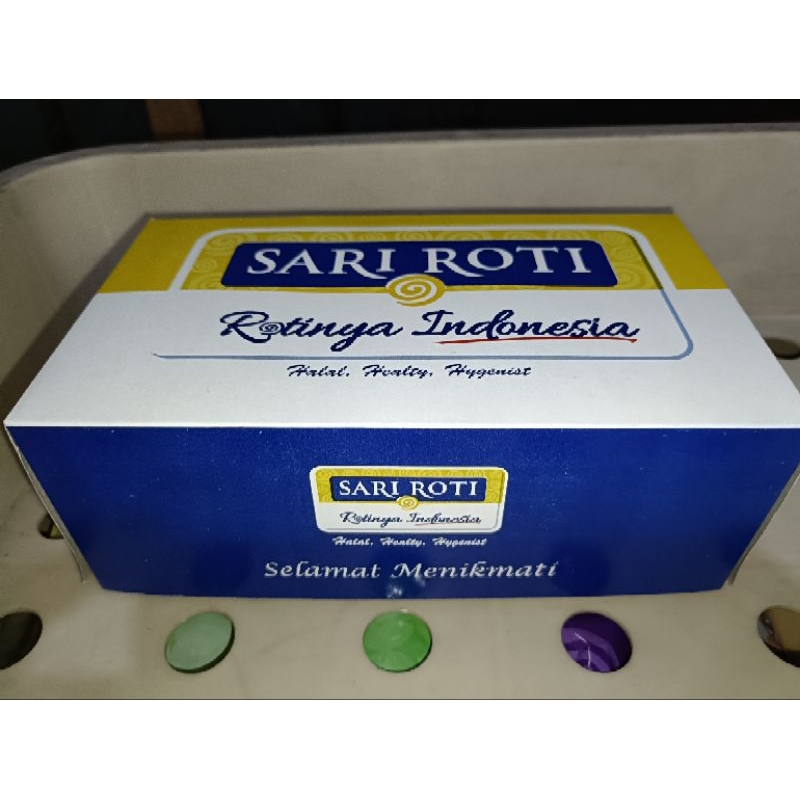 SARI ROTI
Rotinya Indonesia
Halal, Healty, Hygenist
SARI ROTI
Rotinya Indonesia
Halal, Healty, Hygenist
Selamat Menikmati